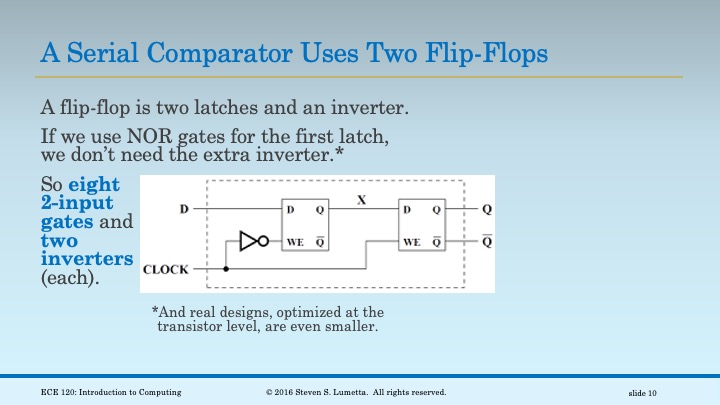 A Serial Comparator Uses Two Flip-Flops
A flip-flop is two latches and an inverter.
If we use NOR gates for the first latch,
we don't need the extra inverter.*
So eight
2-input
gates and
two
inverters
(each).
D
D Q
WE Q̅
X
D Q
WE Q̅
Q
Q̅
CLOCK
*And real designs, optimized at the
transistor level, are even smaller.
ECE 120: Introduction to Computing
© 2016 Steven S. Lumetta. All rights reserved.
slide 10